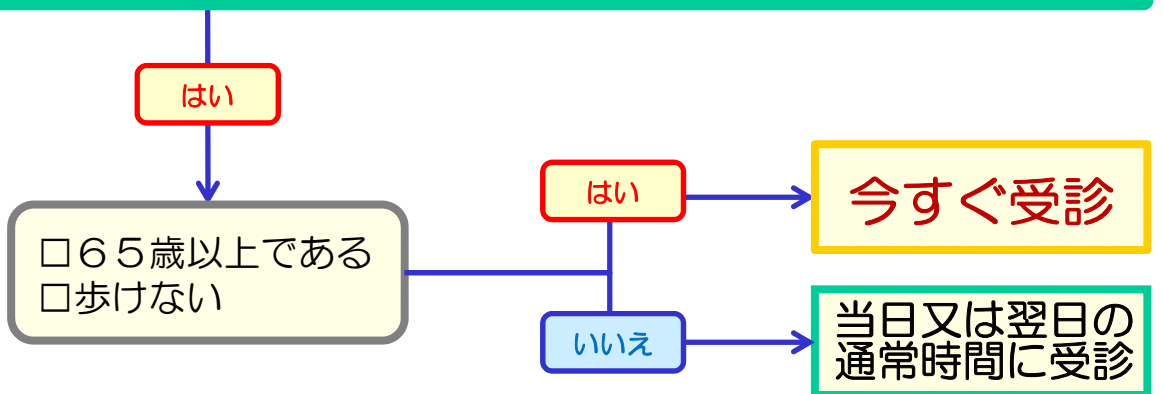 はい
□６５歳以上である
□歩けない
はい
今すぐ受診
いいえ
当日又は翌日の
通常時間に受診